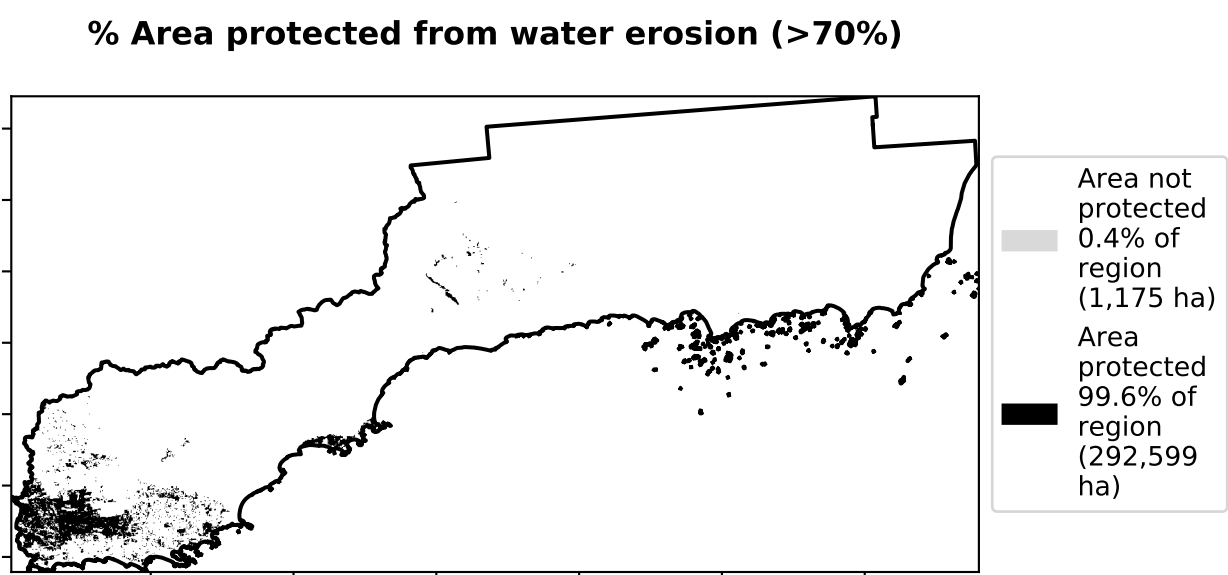 % Area protected from water erosion (>70%)
Area not
protected
0.4% of
region
(1,175 ha)
Area
protected
99.6% of
region
(292,599
ha)